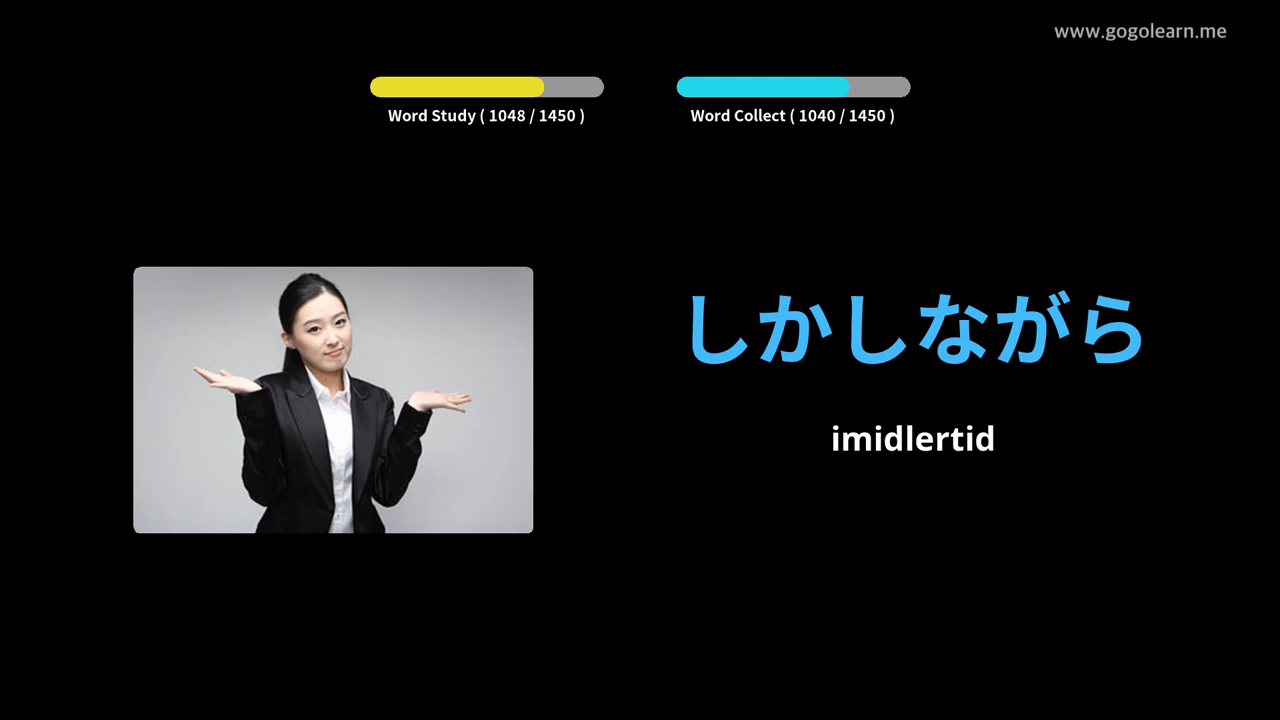 www.gogolearn.me
Word Study ( 1048 / 1450 )
Word Collect ( 1040 / 1450 )
しかしながら
imidlertid